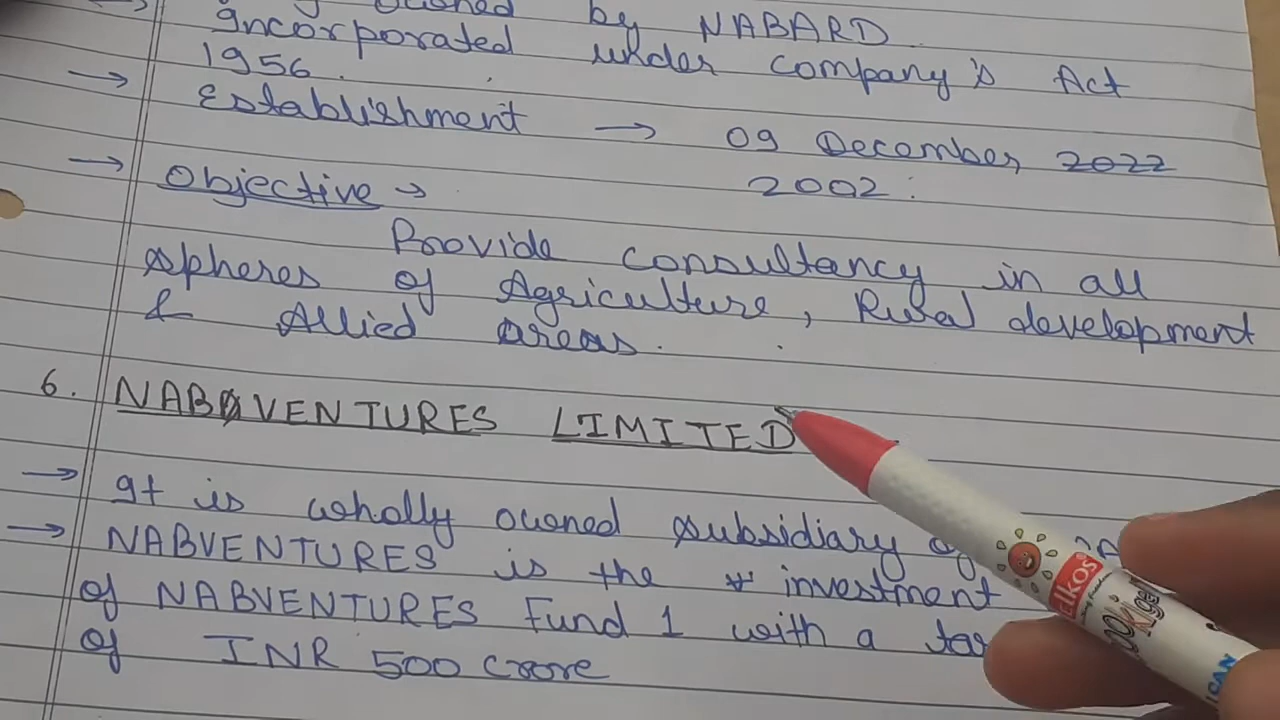 owned by NABARD
Incorporated under Company's Act
1956.
→ Establishment → 09 December, 2022
2002.
→ Objective →
Provide consultancy in all
spheres of Agriculture, Rural development
& Allied areas.
6. NABVENTURES LIMITED
→ It is wholly owned subsidiary of
→ NABVENTURES is the investment
of NABVENTURES Fund 1 with a
of INR 500 crore
elkos